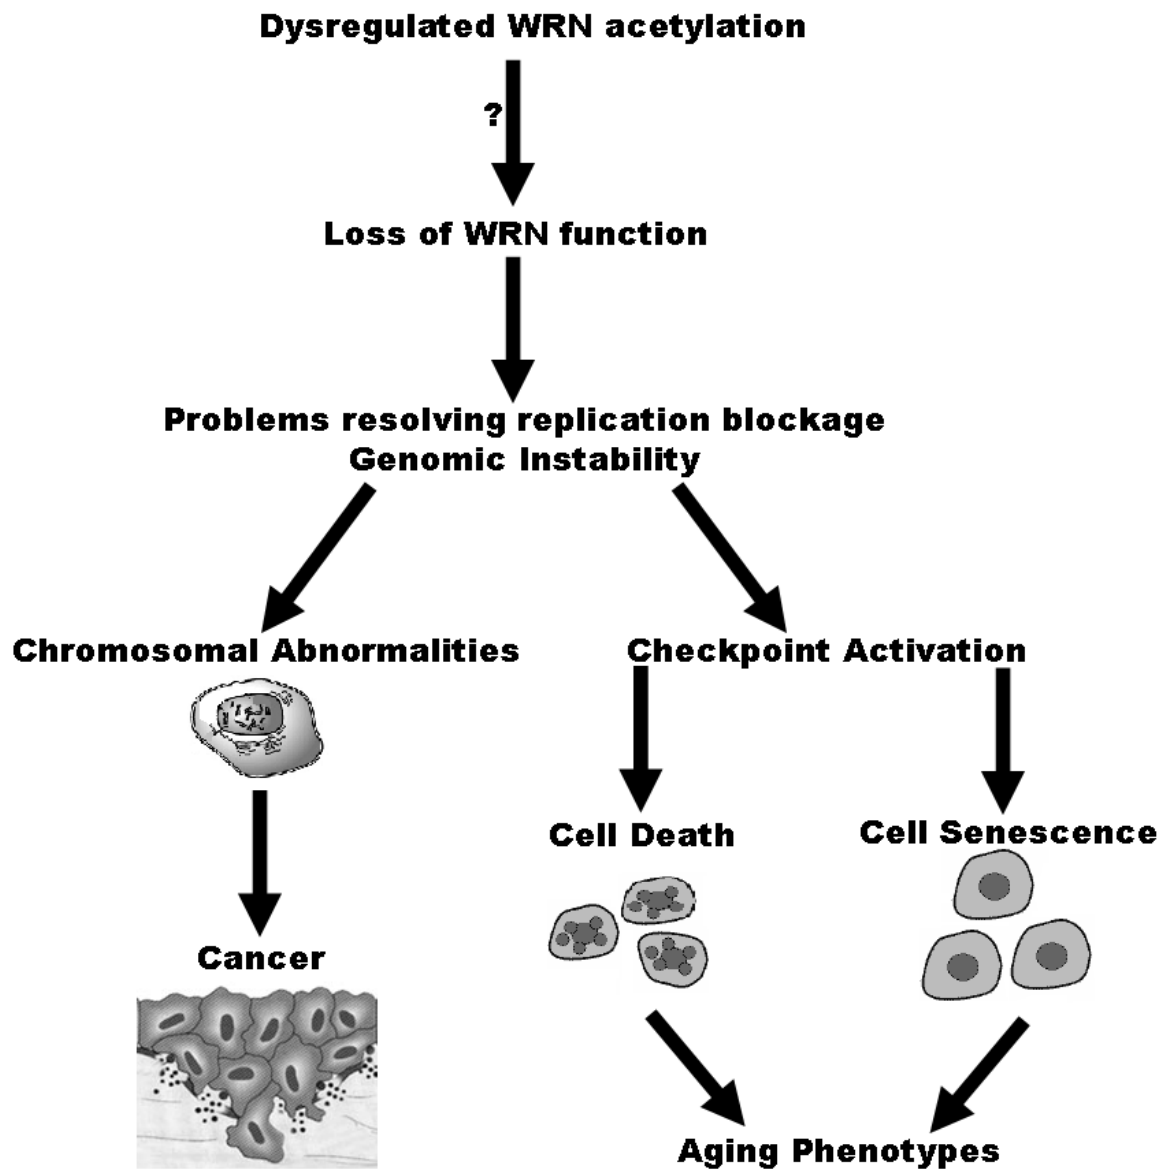 Dysregulated WRN acetylation
?
Loss of WRN function
Problems resolving replication blockage
Genomic Instability
Chromosomal Abnormalities
Checkpoint Activation
Cell Death
Cell Senescence
Cancer
Aging Phenotypes